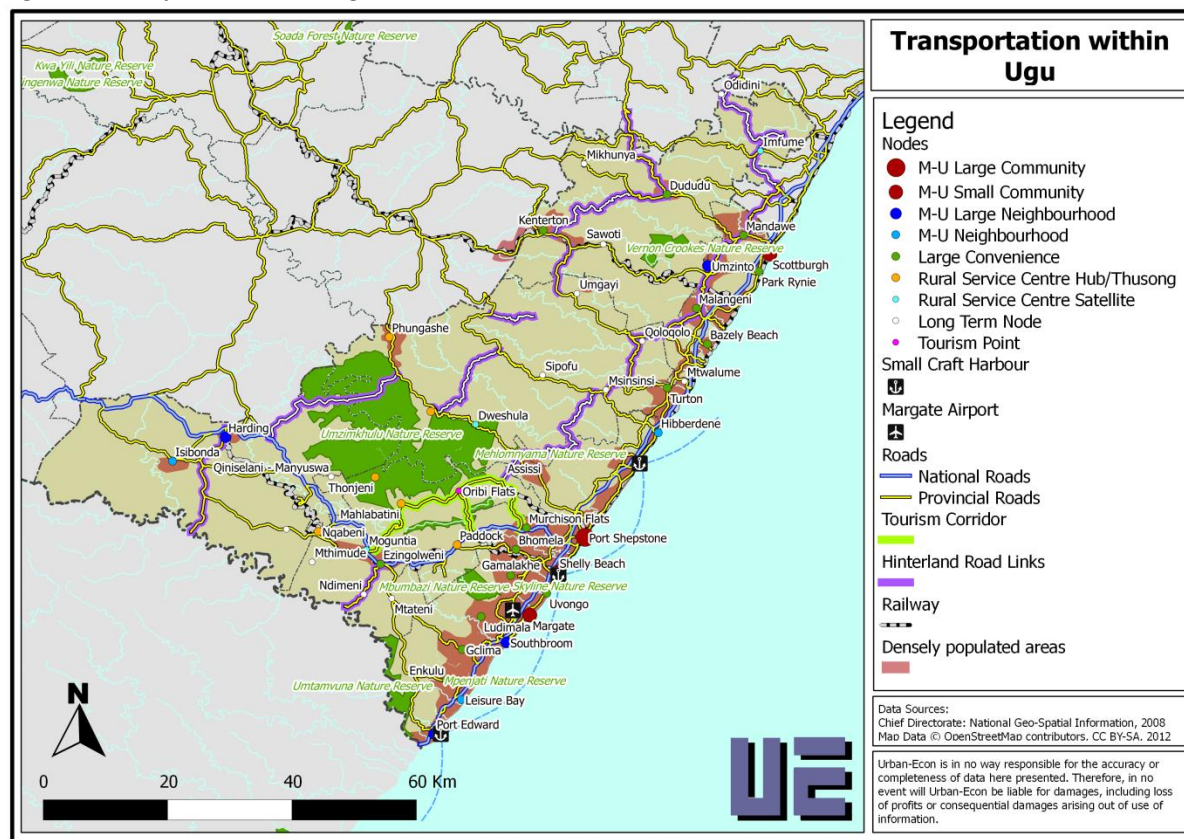 Transportation within
Ugu
Legend
Nodes
M-U Large Community
M-U Small Community
M-U Large Neighbourhood
M-U Neighbourhood
Large Convenience
Rural Service Centre Hub/Thusong
Rural Service Centre Satellite
Long Term Node
Tourism Point
Small Craft Harbour
Margate Airport
Roads
National Roads
Provincial Roads
Tourism Corridor
Hinterland Road Links
Railway
Densely populated areas
Data Sources:
Chief Directorate: National Geo-Spatial Information, 2008
Map Data © OpenStreetMap contributors, CC BY-SA, 2012
Urban-Econ is in no way responsible for the accuracy or
completeness of data here presented. Therefore, in no
event will Urban-Econ be liable for damages, including loss
of profits or consequential damages arising out of use of
information.
Soada Forest Nature Reserve
Kwa Yili Nature Reserve
ingenwa Nature Reserve
Odidini
Imfume
Mikhunya
Dududu
Kenterton
Sawoti
Mandawe
Vernon Crookes Nature Reserve
Scottburgh
Umzinto
Park Rynie
Umgayi
Malangeni
Phungashe
Qoloqolo
Bazely Beach
Sipofu
Msinsinsi
Mtwalume
Turton
Dweshula
Hibberdene
Harding
Umzimkhulu Nature Reserve
Mehlomnyama Nature Reserve
Isibonda
Qiniselani - Manyuswa
Assissi
Thonjeni
Oribi Flats
Mahlabatini
Murchison Flats
Nqabeni
Moguntia
Paddock
Bhomela
Port Shepstone
Mthimude
Ezingolweni
Gamalakhe
Shelly Beach
Ndimeni
Mbumbazi Nature Reserve
Skyline Nature Reserve
Mtateni
Uvongo
Ludimala
Margate
Gclima
Southbroom
Enkulu
Umtamvuna Nature Reserve
Mpenjati Nature Reserve
Leisure Bay
Port Edward
N
0 20 40 60 Km
UE